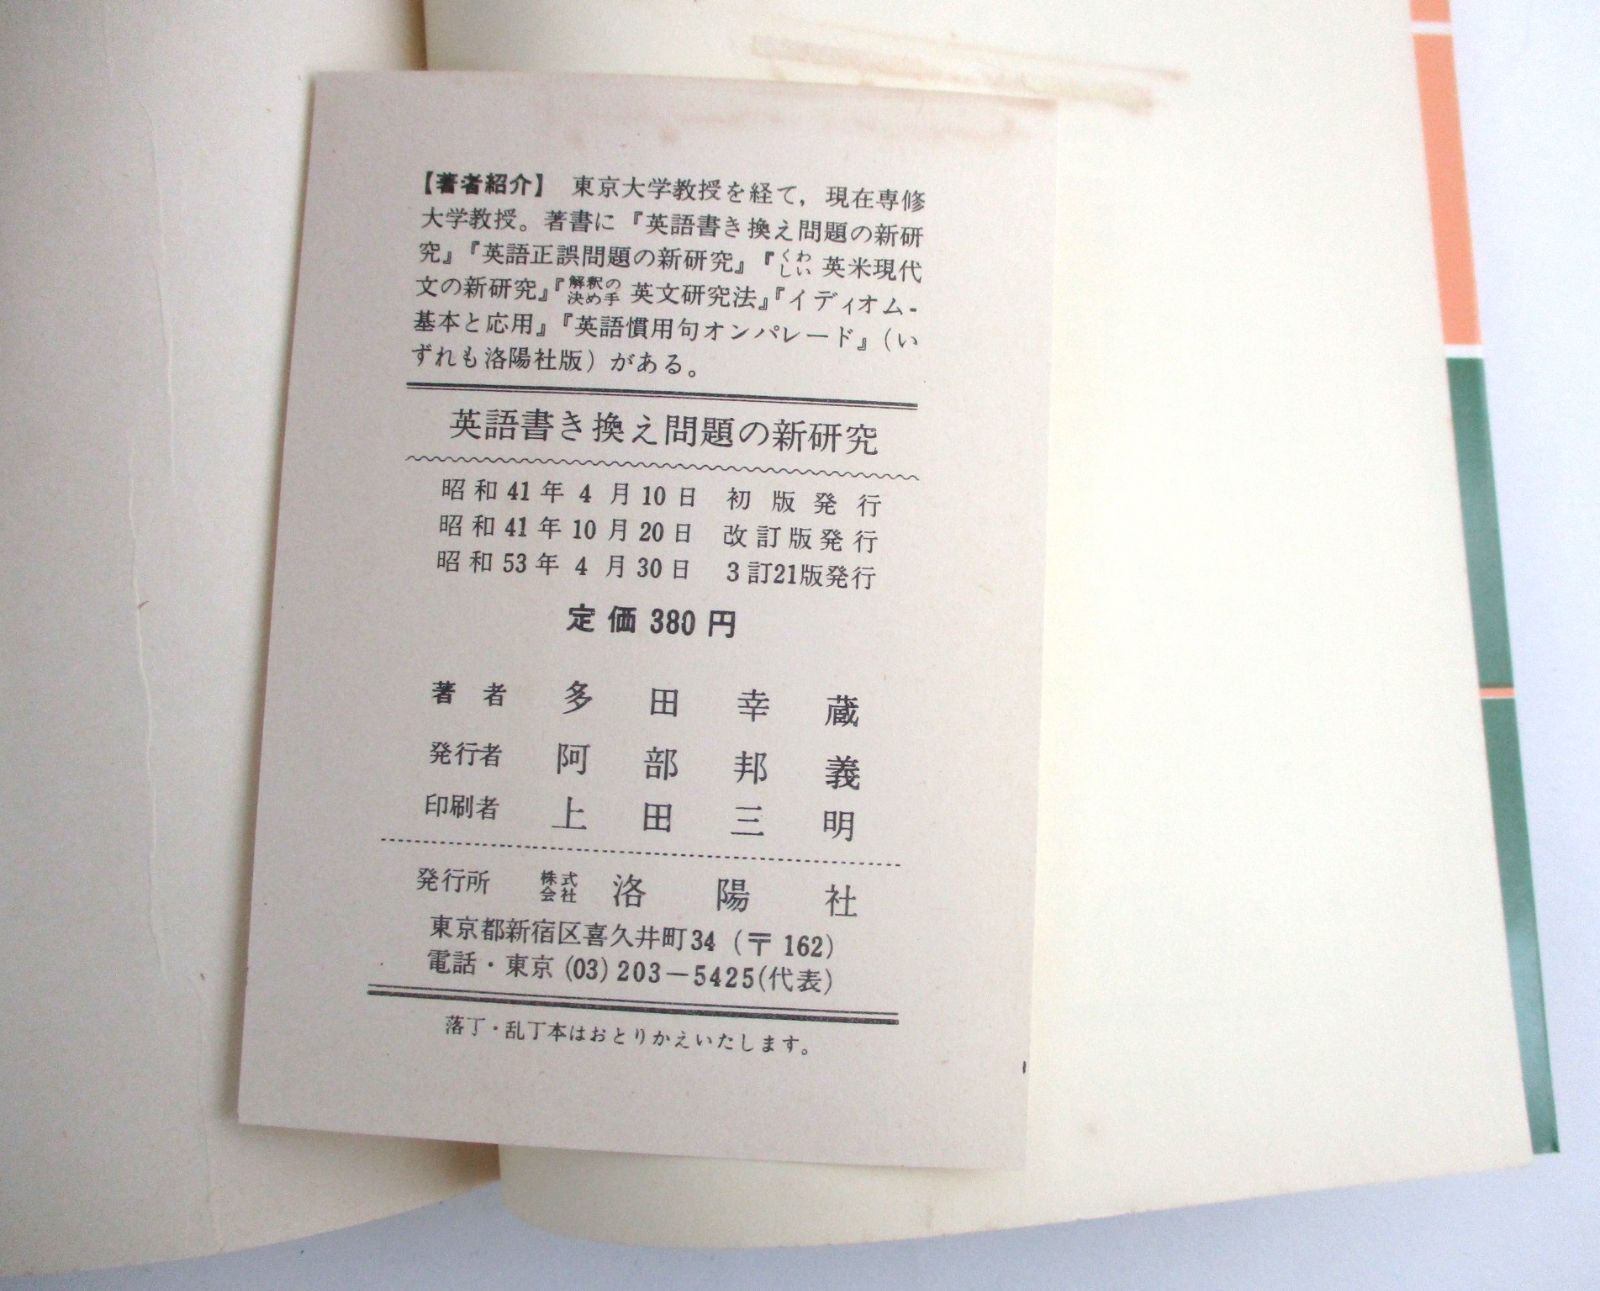 【著者紹介】 東京大学教授を経て，現在専修
大学教授。著書に『英語書き換え問題の新研
究』『英語正誤問題の新研究』『くわしい 英米現代
文の新研究』『解釈の決め手 英文研究法』『イディオム-
基本と応用』『英語慣用句オンパレード』（い
ずれも洛陽社版）がある。
英語書き換え問題の新研究
昭和41年 4 月10日 初版発行
昭和41年10月20日 改訂版発行
昭和53年 4 月30日 3訂21版発行
定価 380 円
著者 多田幸蔵
発行者 阿部邦義
印刷者 上田三明
発行所 株式会社 洛陽社
東京都新宿区喜久井町34（〒162）
電話・東京 (03) 203－5425(代表)
落丁・乱丁本はおとりかえいたします。